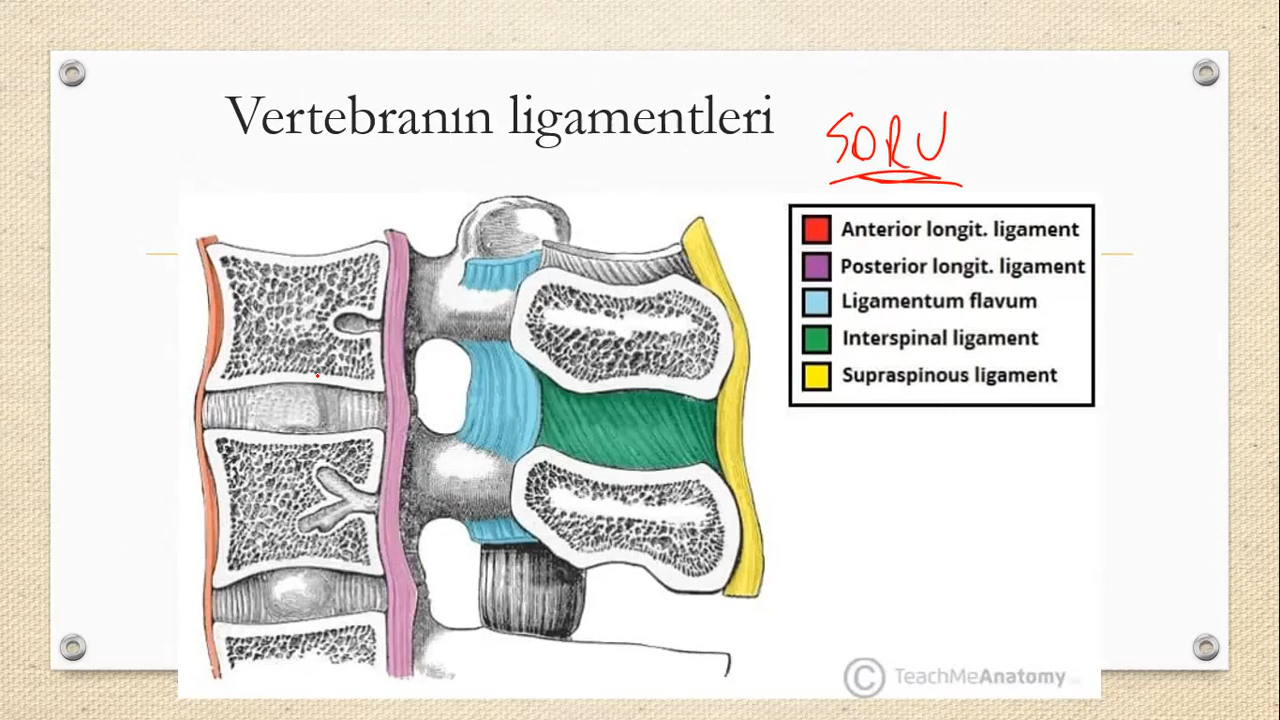 Vertebranın ligamentleri
SORU
Anterior longit. ligament
Posterior longit. ligament
Ligamentum flavum
Interspinal ligament
Supraspinous ligament
© TeachMeAnatomy